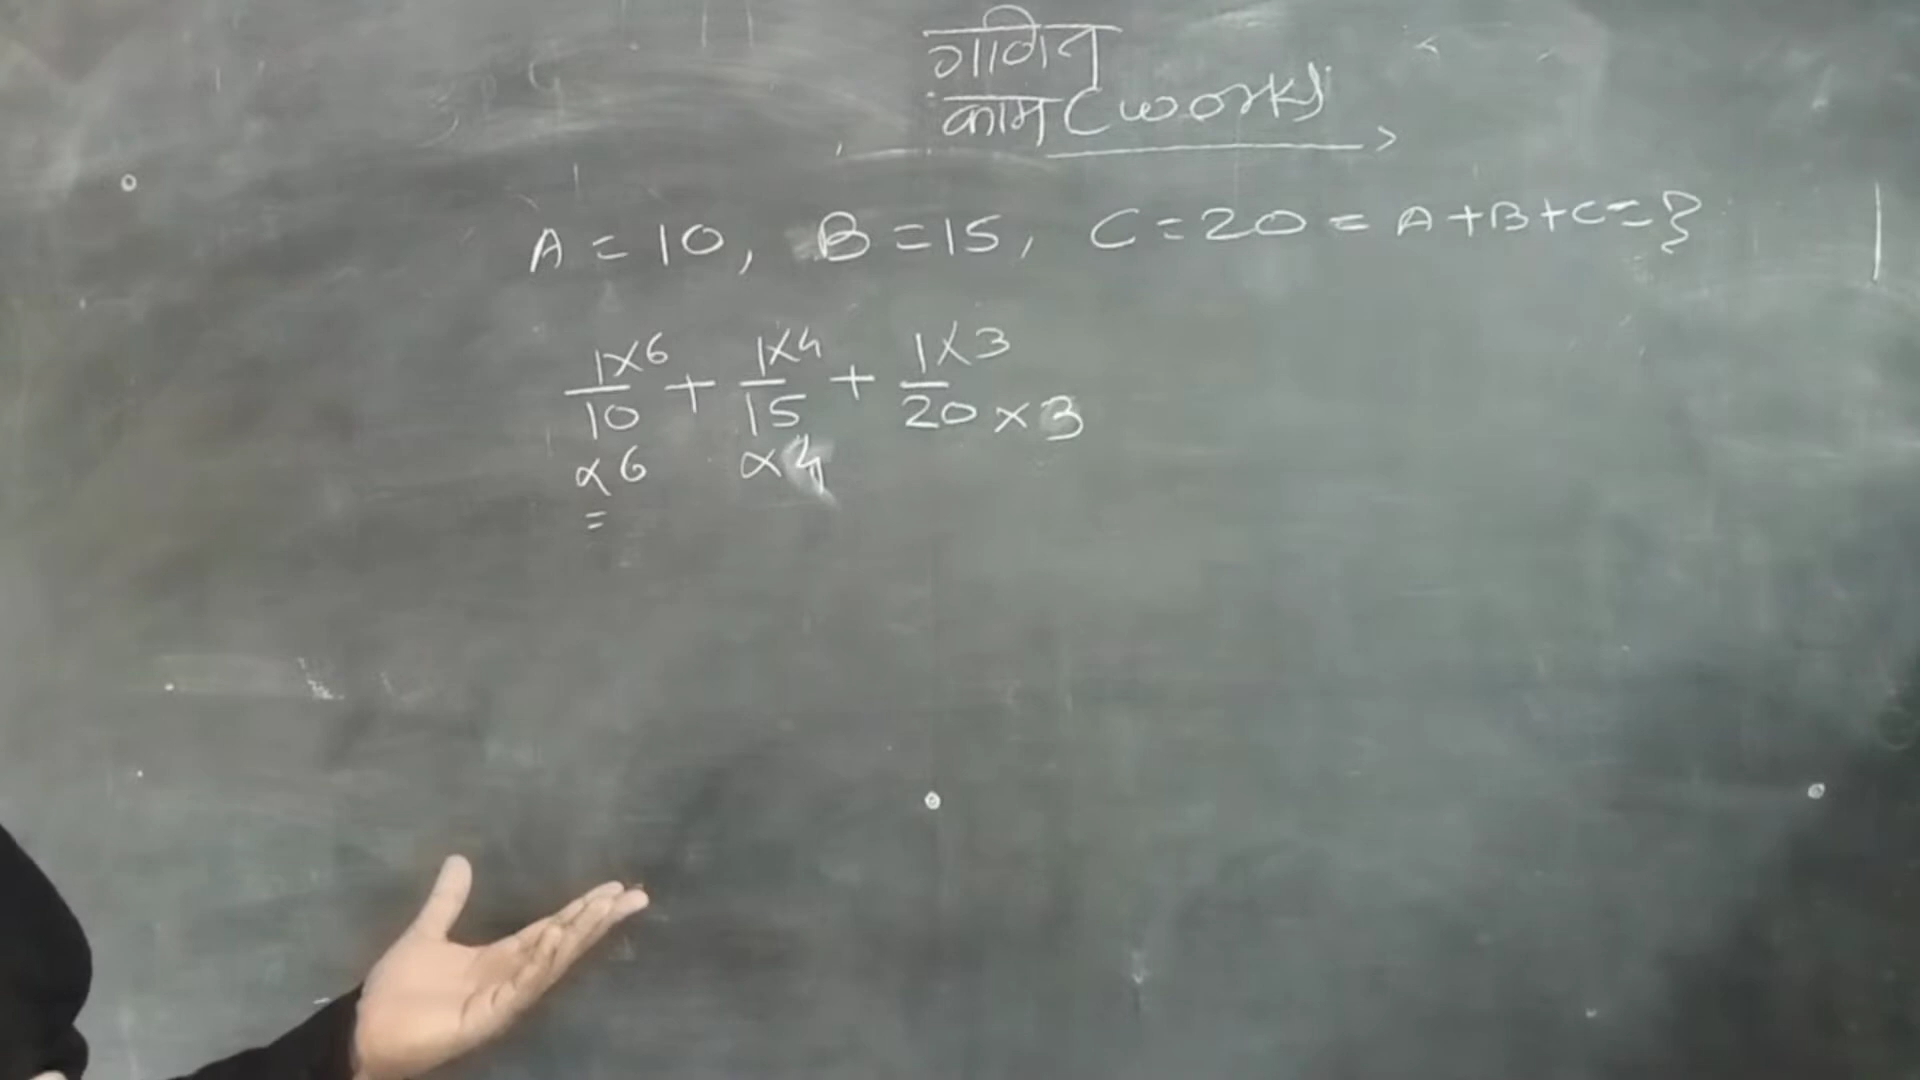 गणित
काम (work)
A = 10, B = 15, C = 20 = A + B + C = ?
1×6/10×6 + 1×4/15×4 + 1×3/20×3
=